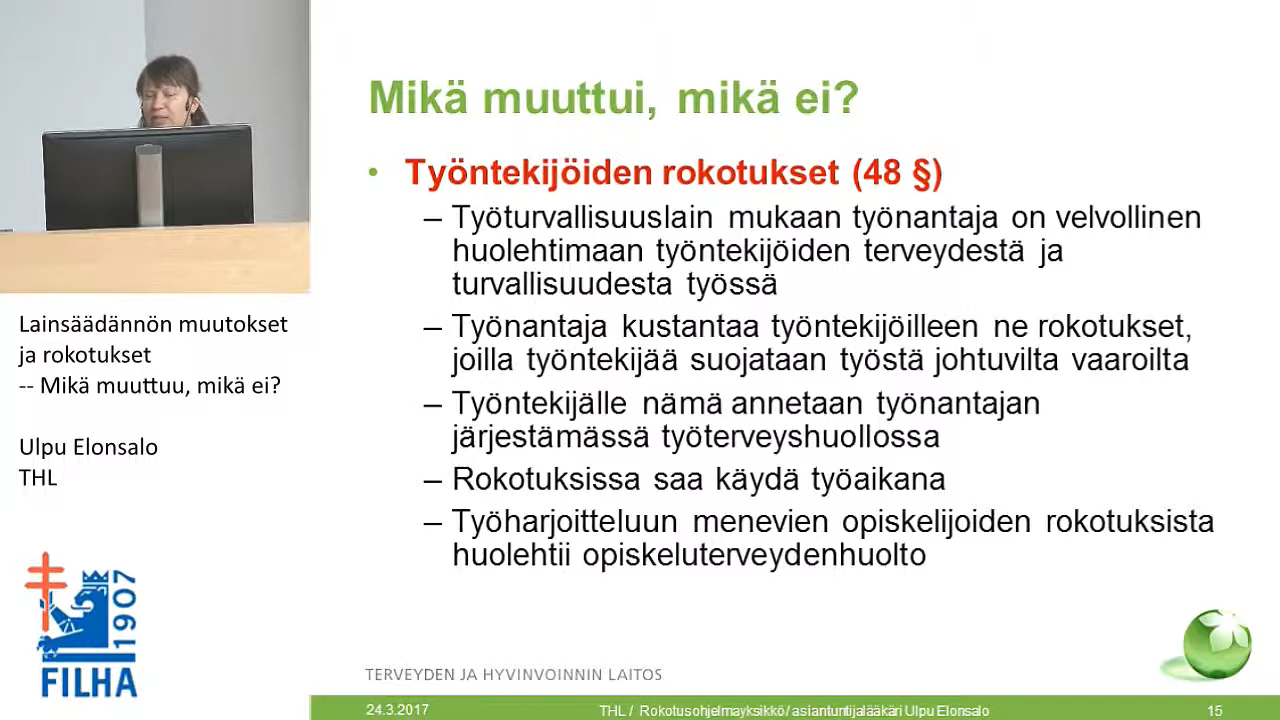 Mikä muuttui, mikä ei?
• Työntekijöiden rokotukset (48 §)
– Työturvallisuuslain mukaan työnantaja on velvollinen
huolehtimaan työntekijöiden terveydestä ja
turvallisuudesta työssä
– Työnantaja kustantaa työntekijöilleen ne rokotukset,
joilla työntekijää suojataan työstä johtuvilta vaaroilta
– Työntekijälle nämä annetaan työnantajan
järjestämässä työterveyshuollossa
– Rokotuksissa saa käydä työaikana
– Työharjoitteluun menevien opiskelijoiden rokotuksista
huolehtii opiskeluterveydenhuolto
Lainsäädännön muutokset
ja rokotukset
-- Mikä muuttuu, mikä ei?
Ulpu Elonsalo
THL
1907
FILHA
TERVEYDEN JA HYVINVOINNIN LAITOS
24.3.2017
THL / Rokotusohjelmayksikkö/ asiantuntijalääkäri Ulpu Elonsalo
15